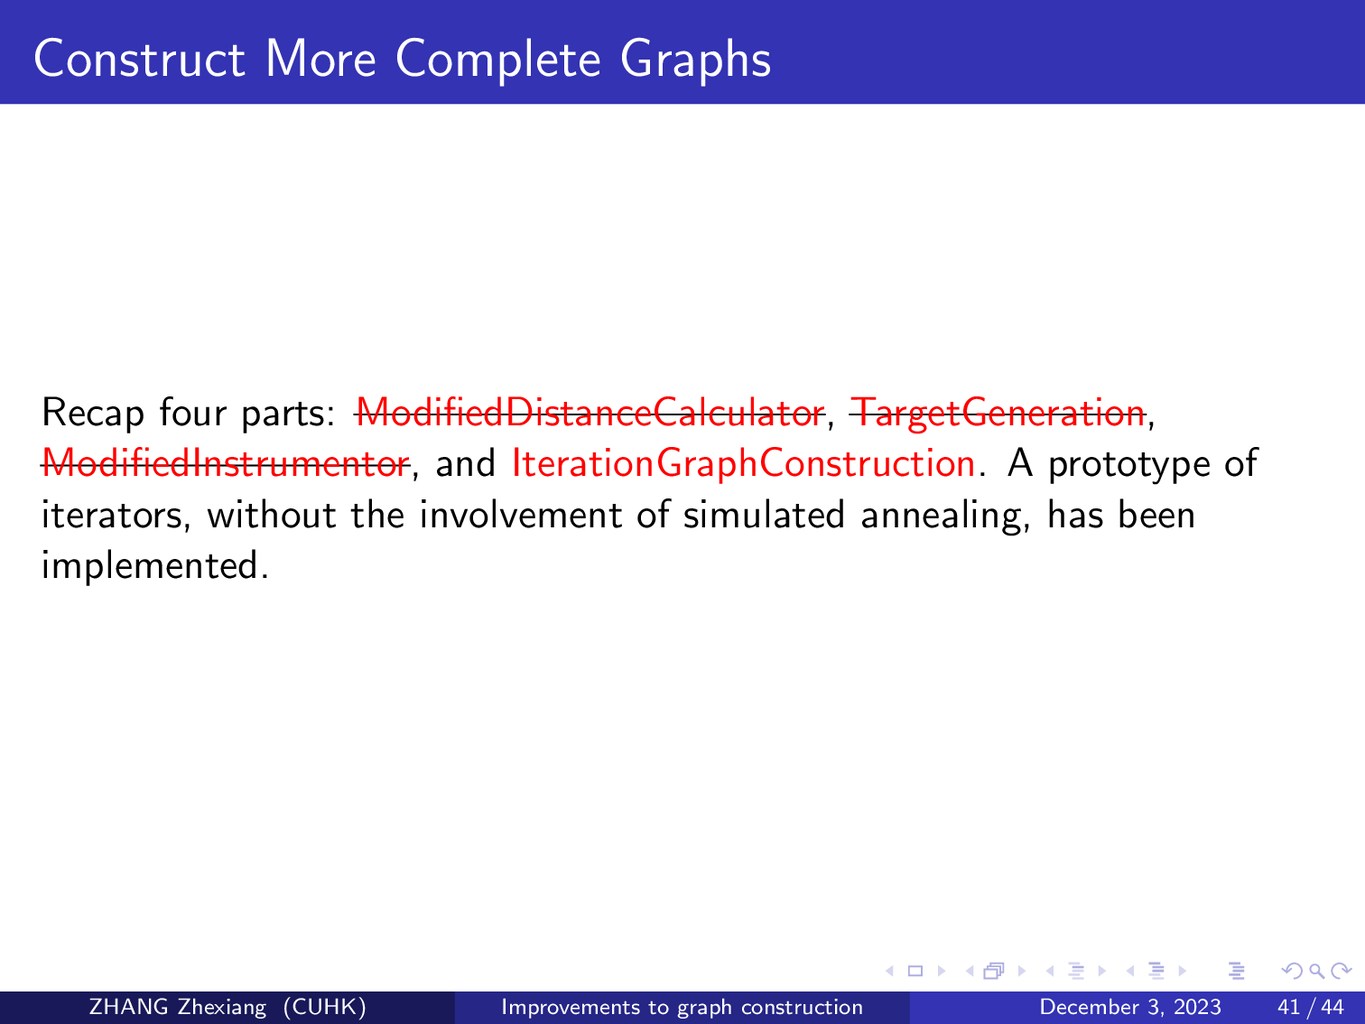 Construct More Complete Graphs
Recap four parts: ModifiedDistanceCalculator, TargetGeneration,
ModifiedInstrumentor, and IterationGraphConstruction. A prototype of
iterators, without the involvement of simulated annealing, has been
implemented.
ZHANG Zhexiang (CUHK) Improvements to graph construction December 3, 2023 41 / 44